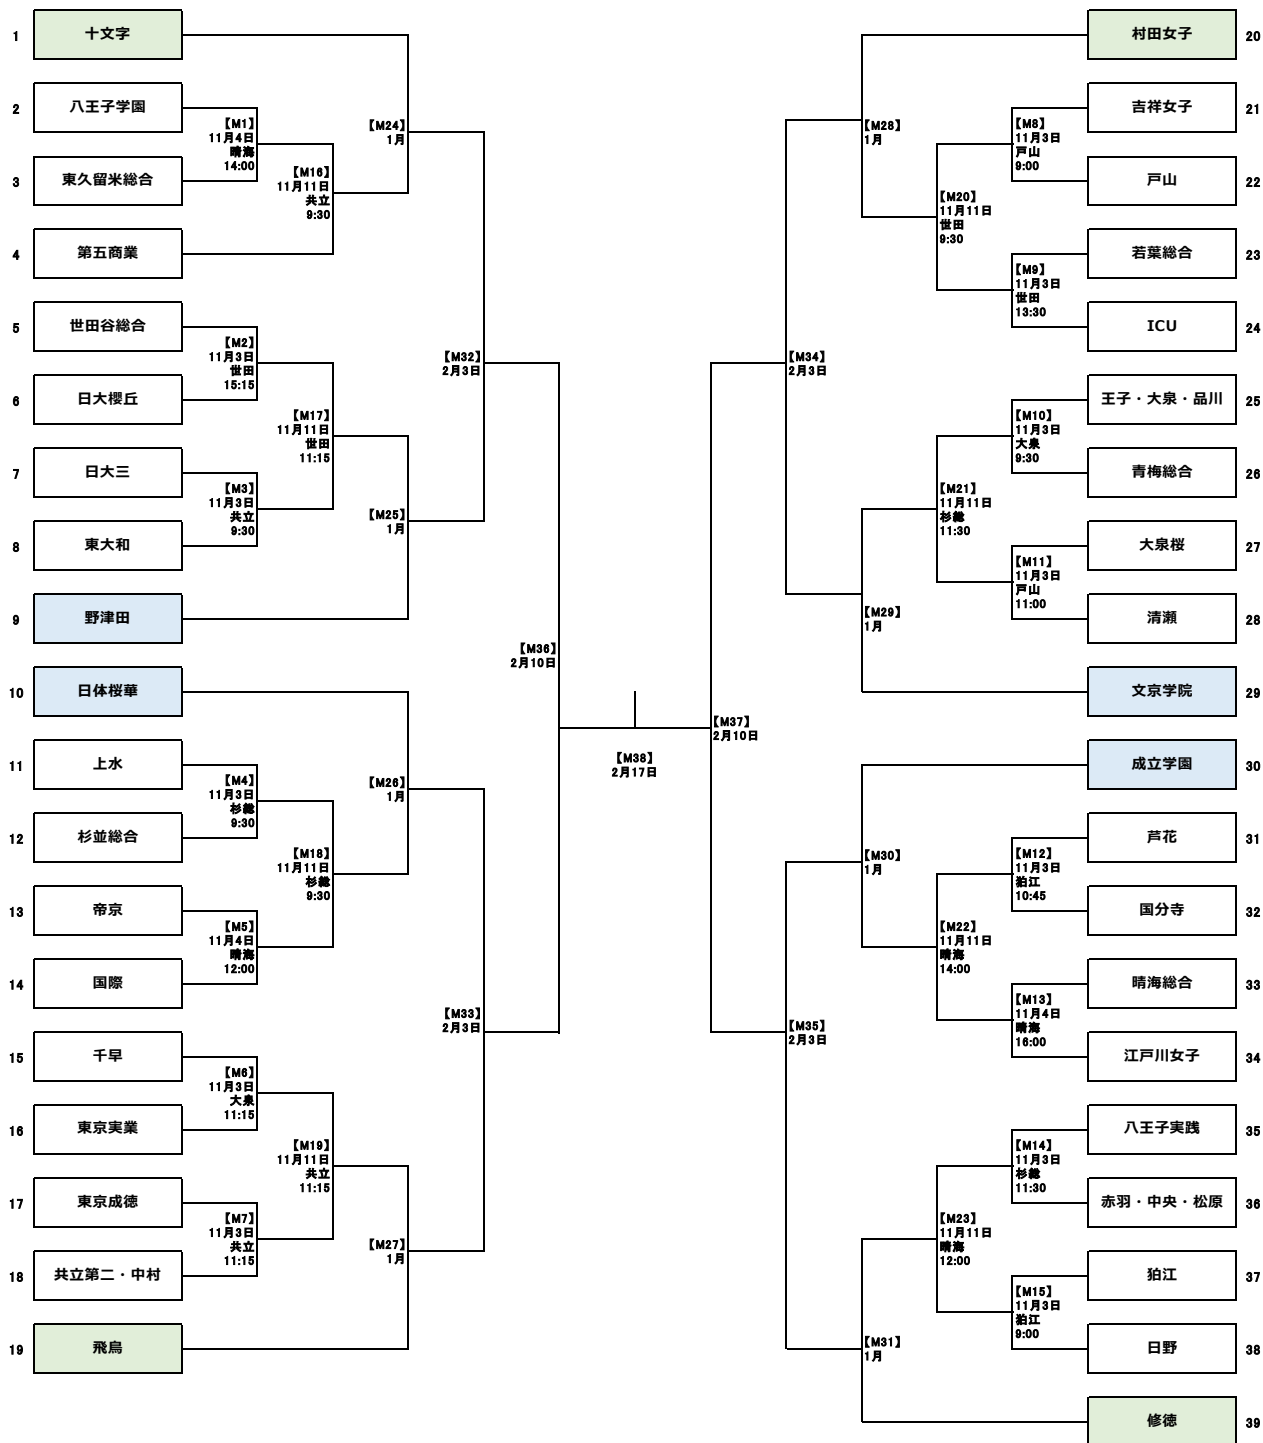 1 十文字
2 八王子学園
3 東久留米総合
4 第五商業
5 世田谷総合
6 日大櫻丘
7 日大三
8 東大和
9 野津田
10 日体桜華
11 上水
12 杉並総合
13 帝京
14 国際
15 千早
16 東京実業
17 東京成徳
18 共立第二・中村
19 飛鳥
【M1】
11月4日
晴海
14:00
【M2】
11月3日
世田
15:15
【M3】
11月3日
共立
9:30
【M4】
11月3日
杉総
9:30
【M5】
11月4日
晴海
12:00
【M6】
11月3日
大泉
11:15
【M7】
11月3日
共立
11:15
【M16】
11月11日
共立
9:30
【M17】
11月11日
世田
11:15
【M18】
11月11日
杉総
9:30
【M19】
11月11日
共立
11:15
【M24】
1月
【M25】
1月
【M26】
1月
【M27】
1月
【M32】
2月3日
【M33】
2月3日
【M36】
2月10日
【M38】
2月17日
【M37】
2月10日
【M34】
2月3日
【M35】
2月3日
【M28】
1月
【M29】
1月
【M30】
1月
【M31】
1月
【M20】
11月11日
世田
9:30
【M21】
11月11日
杉総
11:30
【M22】
11月11日
晴海
14:00
【M23】
11月11日
晴海
12:00
【M8】
11月3日
戸山
9:00
【M9】
11月3日
世田
13:30
【M10】
11月3日
大泉
9:30
【M11】
11月3日
戸山
11:00
【M12】
11月3日
狛江
10:45
【M13】
11月4日
晴海
16:00
【M14】
11月3日
杉総
11:30
【M15】
11月3日
狛江
9:00
村田女子 20
吉祥女子 21
戸山 22
若葉総合 23
ICU 24
王子・大泉・品川 25
青梅総合 26
大泉桜 27
清瀬 28
文京学院 29
成立学園 30
芦花 31
国分寺 32
晴海総合 33
江戸川女子 34
八王子実践 35
赤羽・中央・松原 36
狛江 37
日野 38
修徳 39